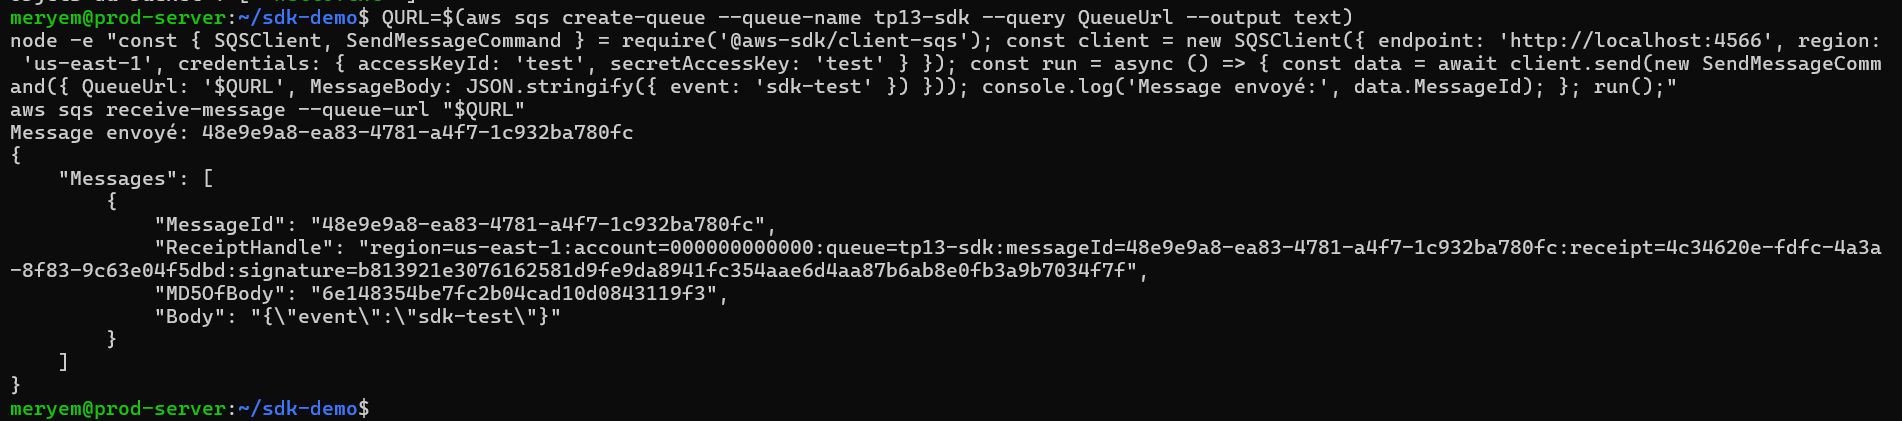 meryem@prod-server:~/sdk-demo$ QURL=$(aws sqs create-queue --queue-name tp13-sdk --query QueueUrl --output text)
node -e "const { SQSClient, SendMessageCommand } = require('@aws-sdk/client-sqs'); const client = new SQSClient({ endpoint: 'http://localhost:4566', region:
 'us-east-1', credentials: { accessKeyId: 'test', secretAccessKey: 'test' } }); const run = async () => { const data = await client.send(new SendMessageComm
and({ QueueUrl: '$QURL', MessageBody: JSON.stringify({ event: 'sdk-test' }) })); console.log('Message envoyé:', data.MessageId); }; run();"
aws sqs receive-message --queue-url "$QURL"
Message envoyé: 48e9e9a8-ea83-4781-a4f7-1c932ba780fc
{
    "Messages": [
        {
            "MessageId": "48e9e9a8-ea83-4781-a4f7-1c932ba780fc",
            "ReceiptHandle": "region=us-east-1:account=000000000000:queue=tp13-sdk:messageId=48e9e9a8-ea83-4781-a4f7-1c932ba780fc:receipt=4c34620e-fdfc-4a3a
-8f83-9c63e04f5dbd:signature=b813921e3076162581d9fe9da8941fc354aae6d4aa87b6ab8e0fb3a9b7034f7f",
            "MD5OfBody": "6e148354be7fc2b04cad10d0843119f3",
            "Body": "{\"event\":\"sdk-test\"}"
        }
    ]
}
meryem@prod-server:~/sdk-demo$